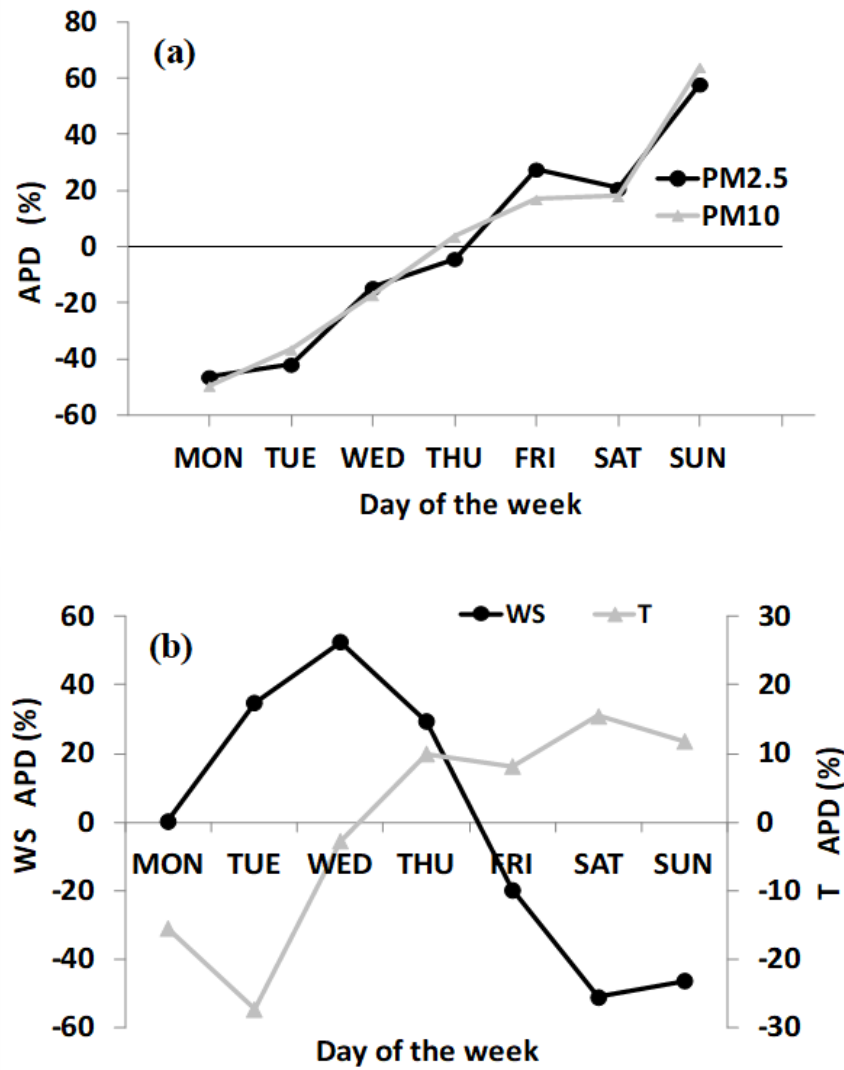 (a)
80
60
40
20
0
-20
-40
-60
APD (%)
PM2.5
PM10
MON TUE WED THU FRI SAT SUN
Day of the week
(b)
WS T
60
40
20
0
-20
-40
-60
WS APD (%)
30
20
10
0
-10
-20
-30
T APD (%)
MON TUE WED THU FRI SAT SUN
Day of the week